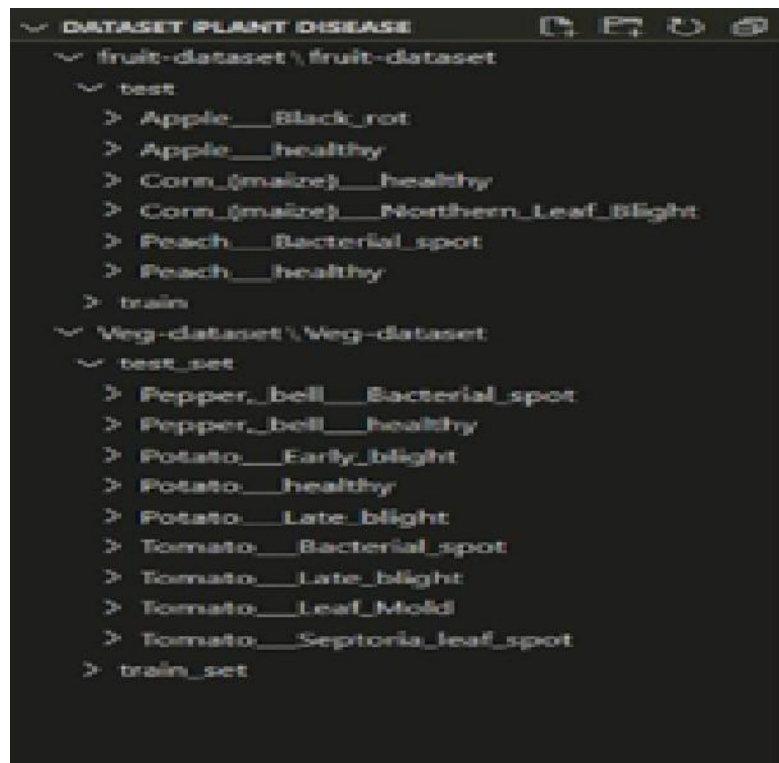 DATASET PLANT DISEASE
fruit-dataset\fruit-dataset
test
Apple___Black_rot
Apple___healthy
Corn_(maize)___healthy
Corn_(maize)___Northern_Leaf_Blight
Peach___Bacterial_spot
Peach___healthy
train
Veg-dataset\Veg-dataset
test_set
Pepper,_bell___Bacterial_spot
Pepper,_bell___healthy
Potato___Early_blight
Potato___healthy
Potato___Late_blight
Tomato___Bacterial_spot
Tomato___Late_blight
Tomato___Leaf_Mold
Tomato___Septoria_leaf_spot
train_set